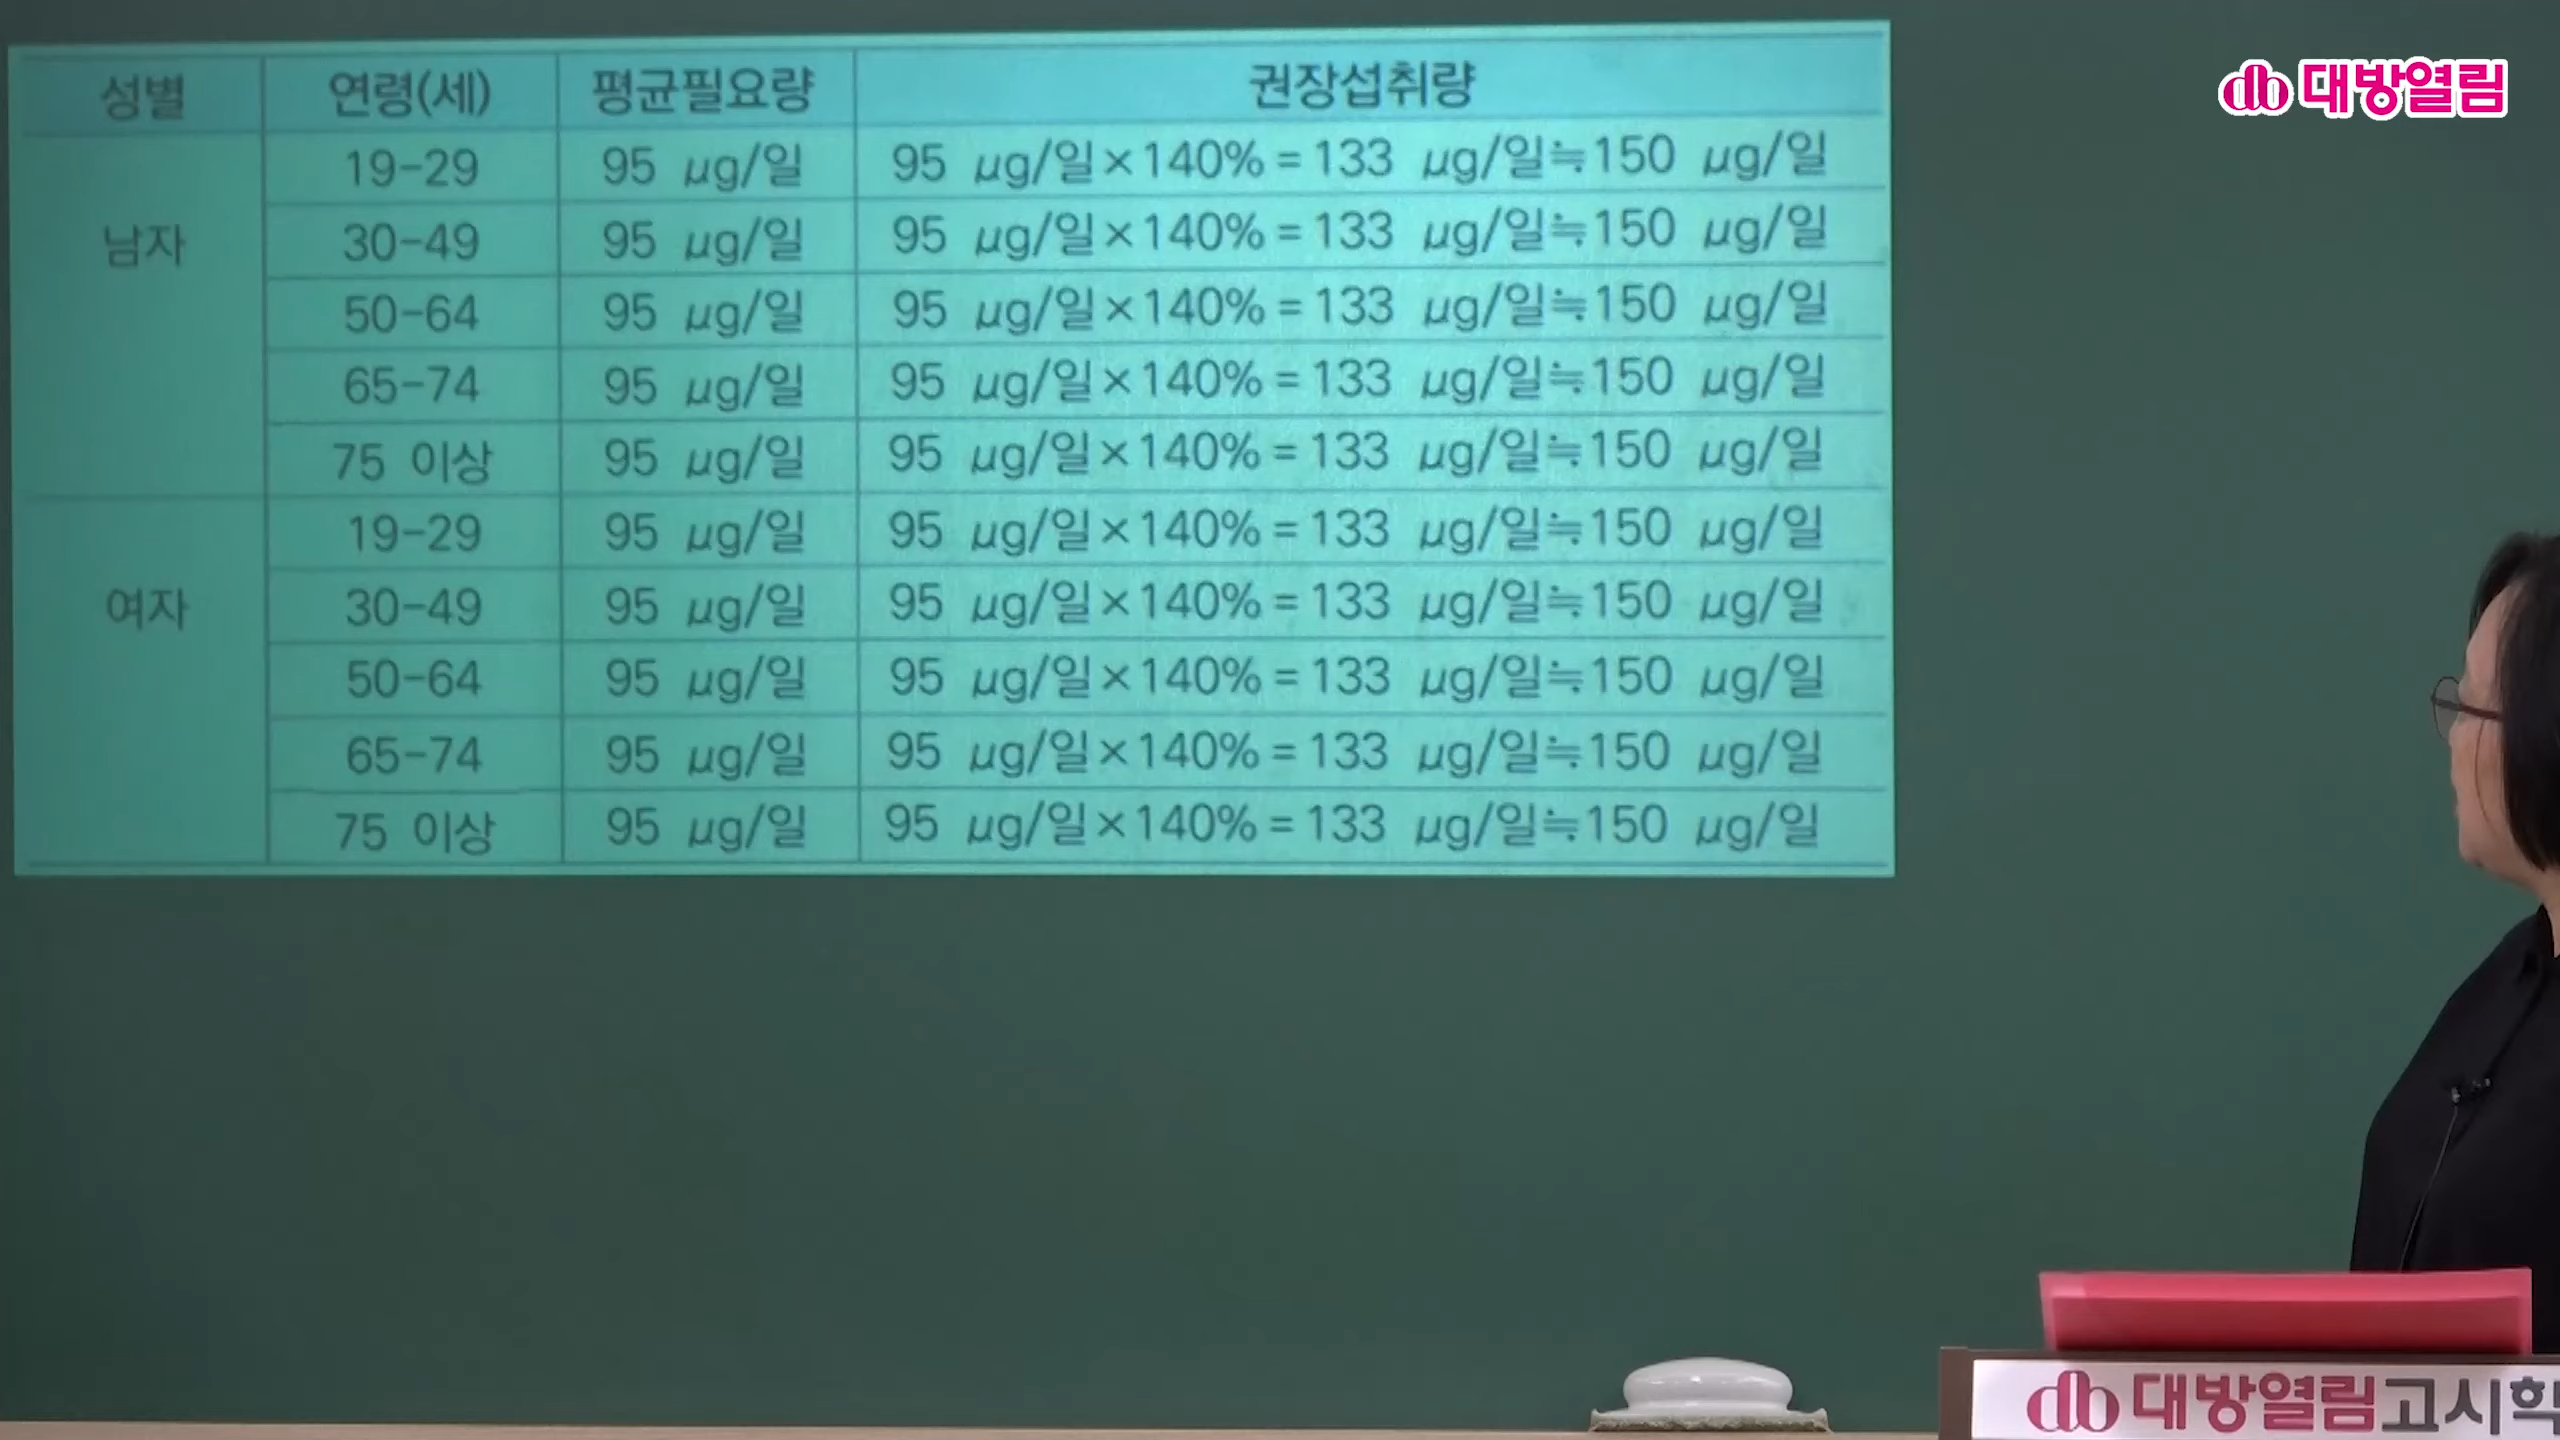 대방열림
성별 연령(세) 평균필요량 권장섭취량
남자
19-29 95 μg/일 95 μg/일×140%=133 μg/일≒150 μg/일
30-49 95 μg/일 95 μg/일×140%=133 μg/일≒150 μg/일
50-64 95 μg/일 95 μg/일×140%=133 μg/일≒150 μg/일
65-74 95 μg/일 95 μg/일×140%=133 μg/일≒150 μg/일
75 이상 95 μg/일 95 μg/일×140%=133 μg/일≒150 μg/일
여자
19-29 95 μg/일 95 μg/일×140%=133 μg/일≒150 μg/일
30-49 95 μg/일 95 μg/일×140%=133 μg/일≒150 μg/일
50-64 95 μg/일 95 μg/일×140%=133 μg/일≒150 μg/일
65-74 95 μg/일 95 μg/일×140%=133 μg/일≒150 μg/일
75 이상 95 μg/일 95 μg/일×140%=133 μg/일≒150 μg/일
대방열림고시학